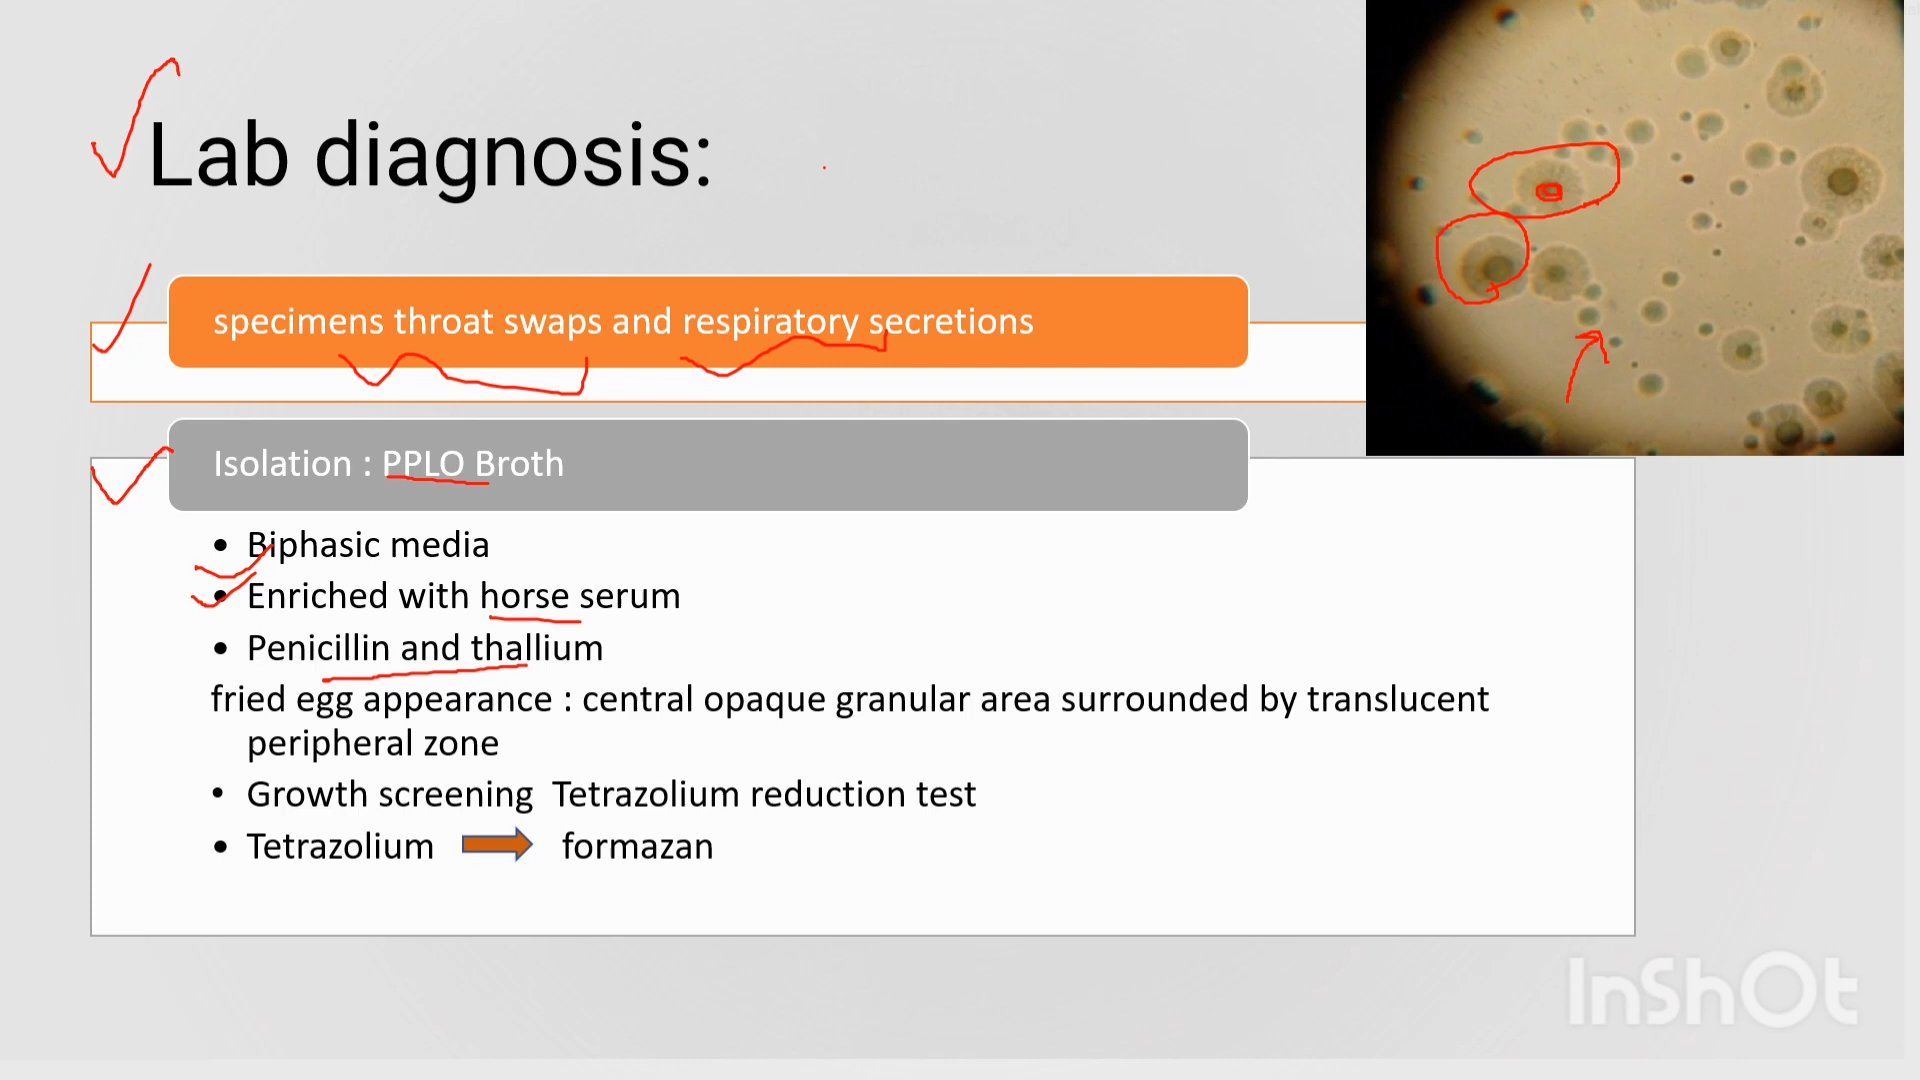 Lab diagnosis:
specimens throat swaps and respiratory secretions
Isolation : PPLO Broth
• Biphasic media
• Enriched with horse serum
• Penicillin and thallium
fried egg appearance : central opaque granular area surrounded by translucent
peripheral zone
• Growth screening Tetrazolium reduction test
• Tetrazolium formazan
InShOt